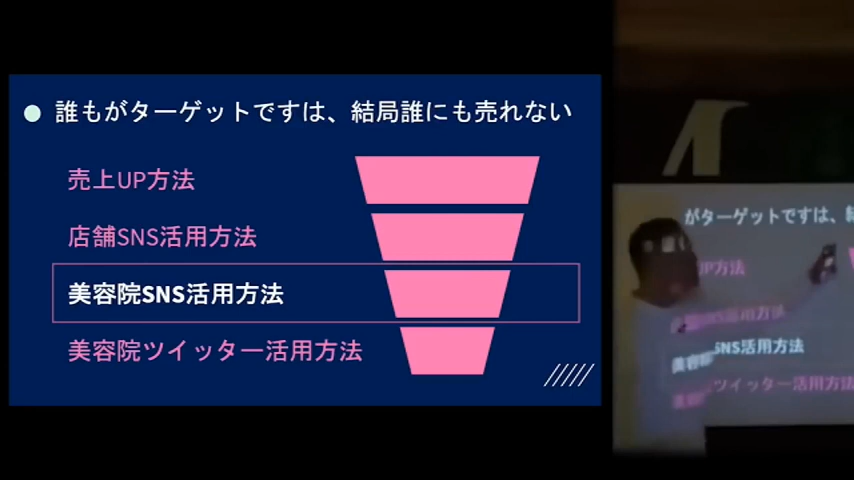 誰もがターゲットですは、結局誰にも売れない
売上UP方法
店舗SNS活用方法
美容院SNS活用方法
美容院ツイッター活用方法
がターゲットですは、結
UP方法
SNS活用方法
ツイッター活用方法